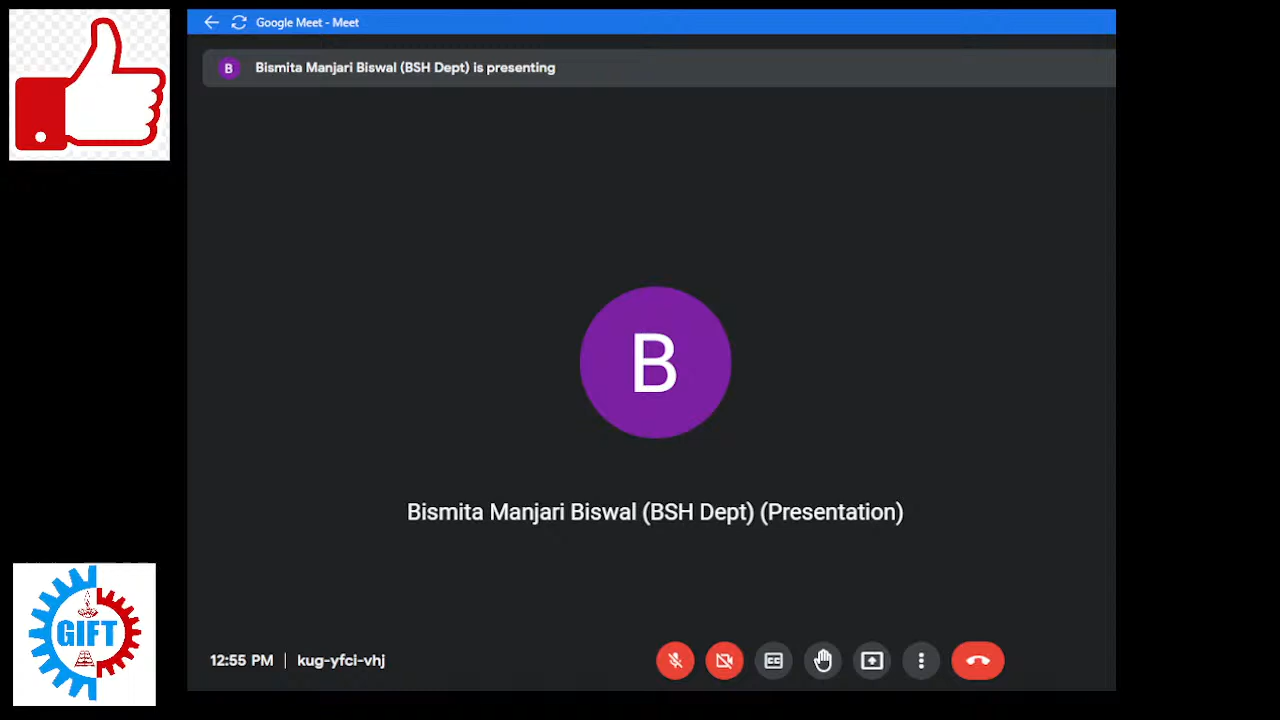 Google Meet - Meet
B
Bismita Manjari Biswal (BSH Dept) is presenting
B
Bismita Manjari Biswal (BSH Dept) (Presentation)
GIFT
12:55 PM | kug-yfci-vhj
CC